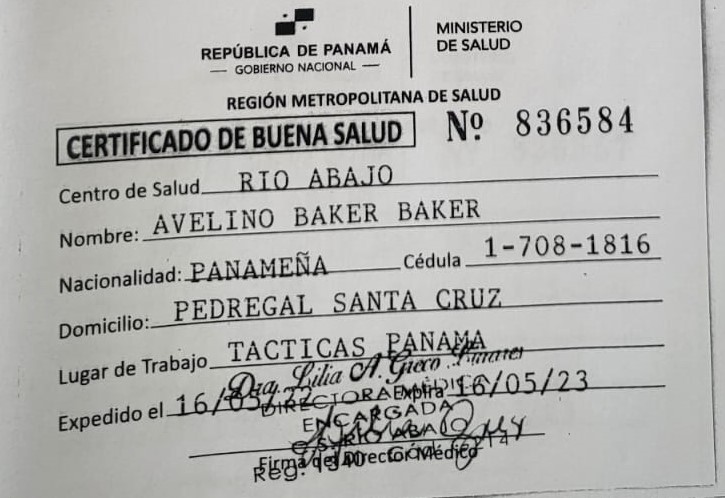 REPÚBLICA DE PANAMÁ
— GOBIERNO NACIONAL —
MINISTERIO
DE SALUD
REGIÓN METROPOLITANA DE SALUD
CERTIFICADO DE BUENA SALUD Nº 836584
Centro de Salud RIO ABAJO
Nombre: AVELINO BAKER BAKER
Nacionalidad: PANAMEÑA Cédula 1-708-1816
Domicilio: PEDREGAL SANTA CRUZ
Lugar de Trabajo TACTICAS PANAMA
Dra. Lilia A. Gieco
Expedido el 16/05/22 Expira 16/05/23
DIRECTORA MÉDICA
ENCARGADA
RIO ABAJO
Firma del Director Médico
Reg.